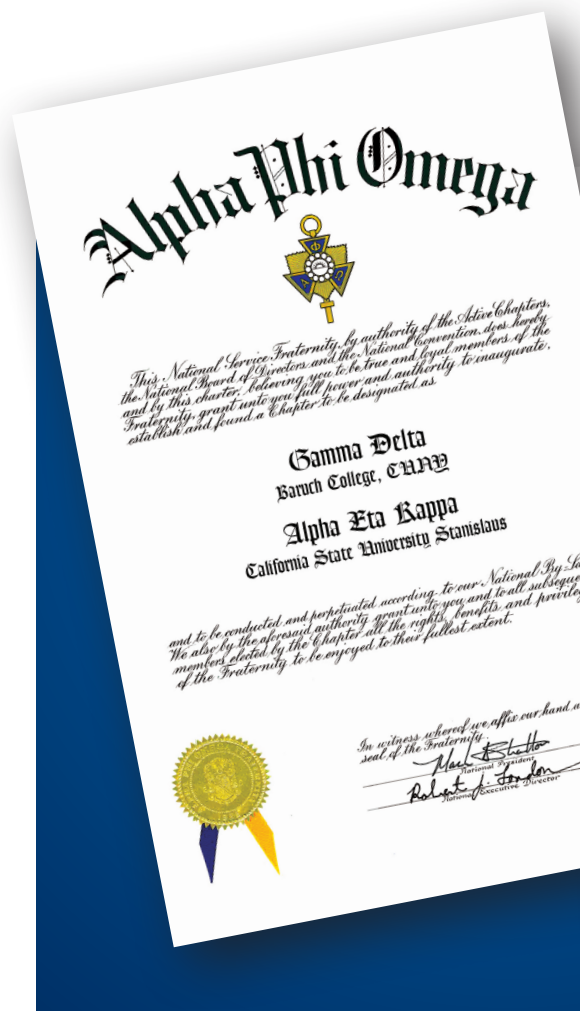 Alpha Phi Omega
This National Service Fraternity, by authority of the Active Chapters,
the National Board of Directors and the National Convention, does hereby
and by this charter, believing you to be true and loyal members of the
Fraternity, grant unto you full power and authority to inaugurate,
establish and found a Chapter to be designated as
Gamma Delta
Baruch College, CUNY
Alpha Eta Kappa
California State University Stanislaus
and to be conducted and perpetuated according to our National By-La
We also by the aforesaid authority grant unto you and to all subseque
members elected by the Chapter all the rights, benefits and privileg
of the Fraternity to be enjoyed to their fullest extent.
In witness whereof we affix our hand a
seal of the Fraternity.
National President
National Executive Director